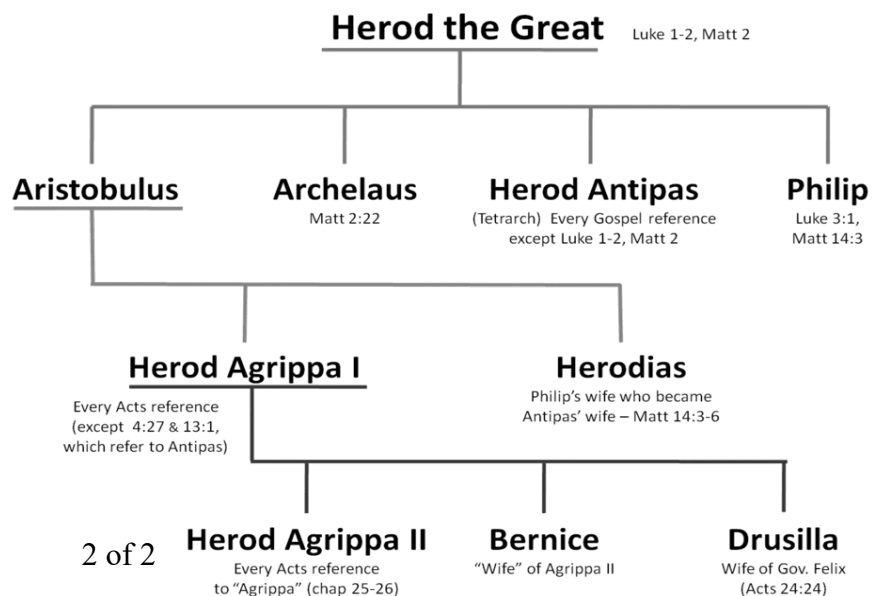 Herod the Great
Luke 1-2, Matt 2
Aristobulus
Archelaus
Matt 2:22
Herod Antipas
(Tetrarch) Every Gospel reference
except Luke 1-2, Matt 2
Philip
Luke 3:1,
Matt 14:3
Herod Agrippa I
Every Acts reference
(except 4:27 & 13:1,
which refer to Antipas)
Herodias
Philip's wife who became
Antipas' wife – Matt 14:3-6
2 of 2
Herod Agrippa II
Every Acts reference
to "Agrippa" (chap 25-26)
Bernice
"Wife" of Agrippa II
Drusilla
Wife of Gov. Felix
(Acts 24:24)